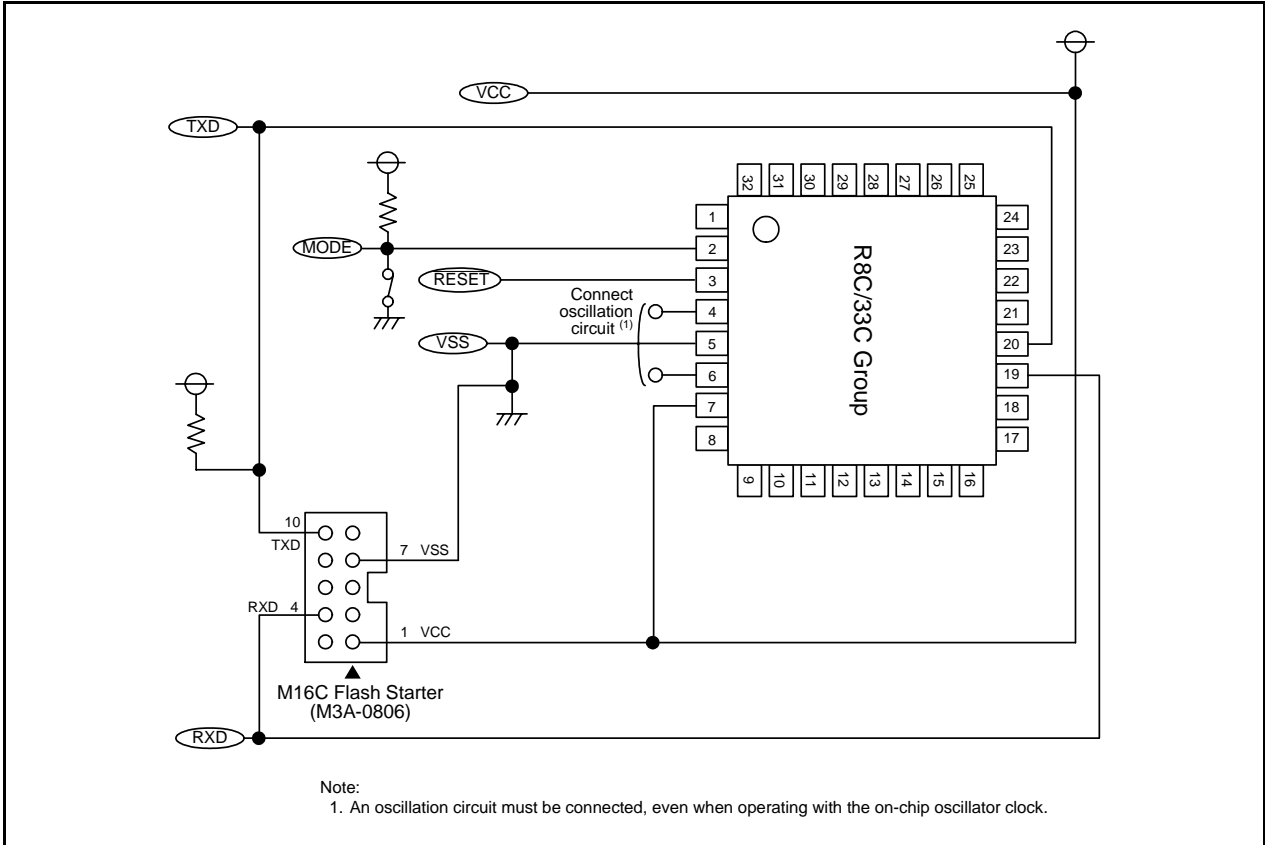 VCC
TXD
32 31 30 29 28 27 26 25
MODE
RESET
Connect
oscillation
circuit (1)
VSS
1
2
3
4
5
6
7
8
R8C/33C Group
24
23
22
21
20
19
18
17
9 10 11 12 13 14 15 16
10
TXD
7 VSS
RXD 4
1 VCC
M16C Flash Starter
(M3A-0806)
RXD
Note:
1. An oscillation circuit must be connected, even when operating with the on-chip oscillator clock.